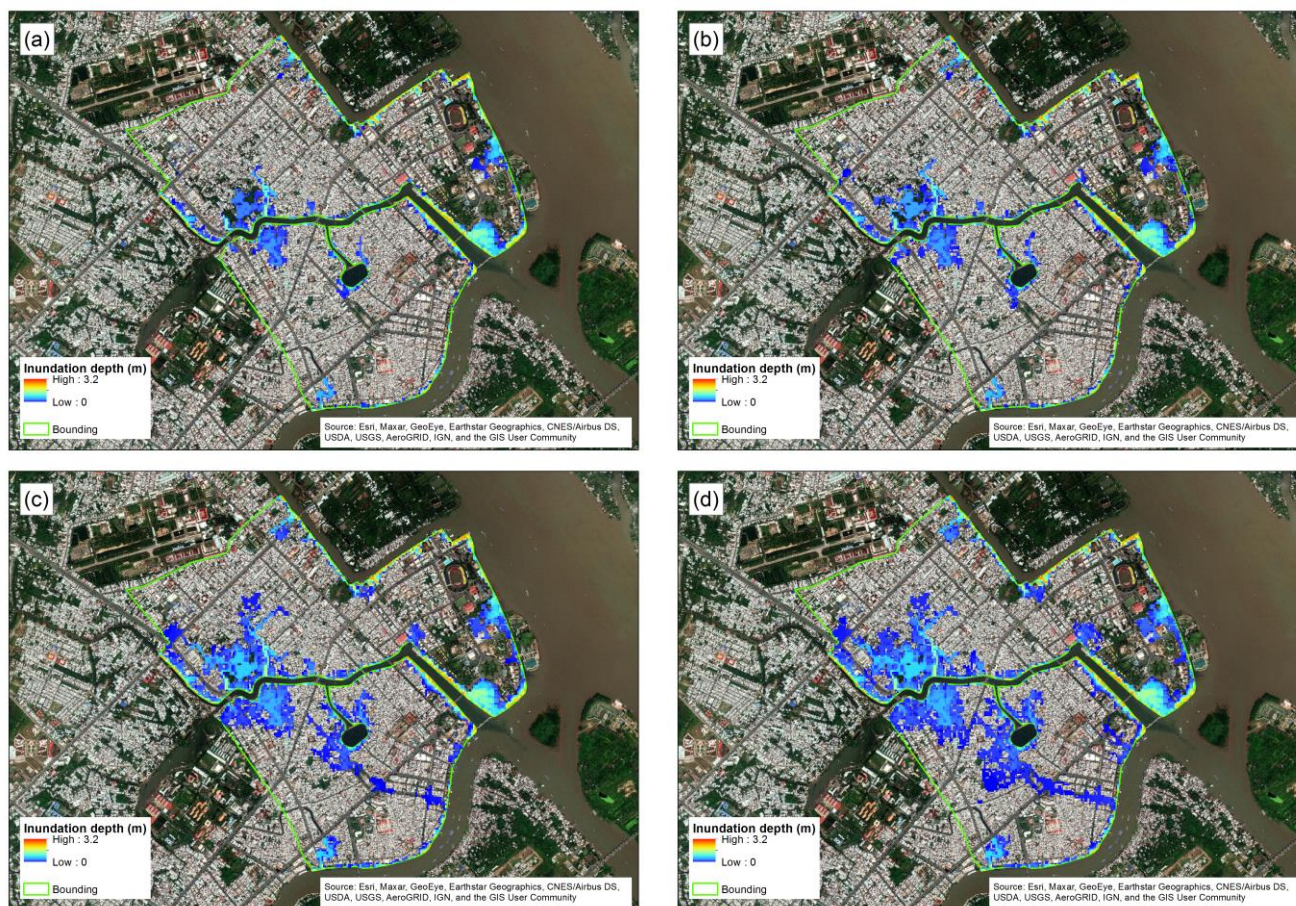 (a)
Inundation depth (m)
High : 3.2
Low : 0
Bounding
Source: Esri, Maxar, GeoEye, Earthstar Geographics, CNES/Airbus DS,
USDA, USGS, AeroGRID, IGN, and the GIS User Community
(b)
Inundation depth (m)
High : 3.2
Low : 0
Bounding
Source: Esri, Maxar, GeoEye, Earthstar Geographics, CNES/Airbus DS,
USDA, USGS, AeroGRID, IGN, and the GIS User Community
(c)
Inundation depth (m)
High : 3.2
Low : 0
Bounding
Source: Esri, Maxar, GeoEye, Earthstar Geographics, CNES/Airbus DS,
USDA, USGS, AeroGRID, IGN, and the GIS User Community
(d)
Inundation depth (m)
High : 3.2
Low : 0
Bounding
Source: Esri, Maxar, GeoEye, Earthstar Geographics, CNES/Airbus DS,
USDA, USGS, AeroGRID, IGN, and the GIS User Community